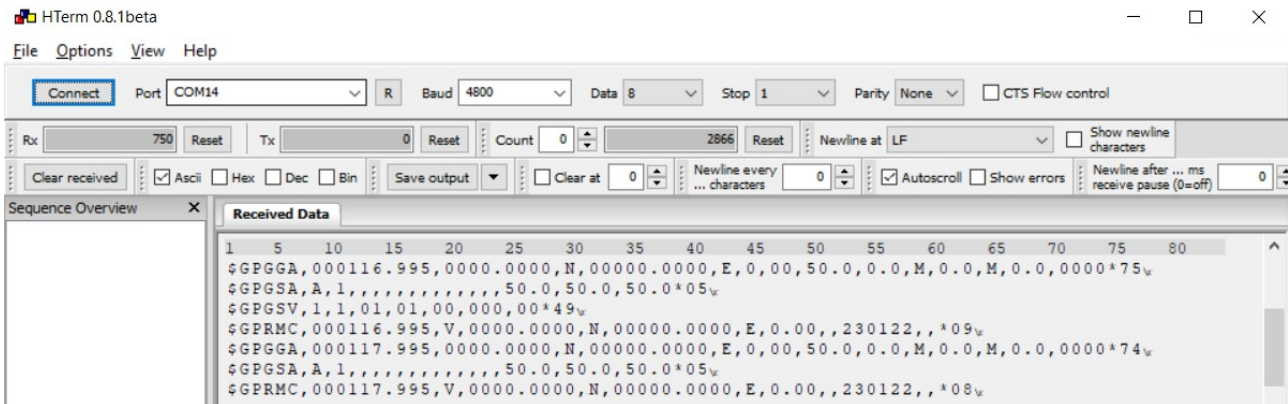 HTerm 0.8.1beta
File Options View Help
Connect Port COM14 R Baud 4800 Data 8 Stop 1 Parity None CTS Flow control
Rx 750 Reset Tx 0 Reset Count 0 2866 Reset Newline at LF Show newline characters
Clear received Ascii Hex Dec Bin Save output Clear at 0 Newline every ... characters 0 Autoscroll Show errors Newline after ... ms receive pause (0=off) 0
Sequence Overview Received Data
1 5 10 15 20 25 30 35 40 45 50 55 60 65 70 75 80
$GPGGA,000116.995,0000.0000,N,00000.0000,E,0,00,50.0,0.0,M,0.0,M,0.0,0000*75␍
$GPGSA,A,1,,,,,,,,,,,,,50.0,50.0,50.0*05␍
$GPGSV,1,1,01,01,00,000,00*49␍
$GPRMC,000116.995,V,0000.0000,N,00000.0000,E,0.00,,230122,,*09␍
$GPGGA,000117.995,0000.0000,N,00000.0000,E,0,00,50.0,0.0,M,0.0,M,0.0,0000*74␍
$GPGSA,A,1,,,,,,,,,,,,,50.0,50.0,50.0*05␍
$GPRMC,000117.995,V,0000.0000,N,00000.0000,E,0.00,,230122,,*08␍